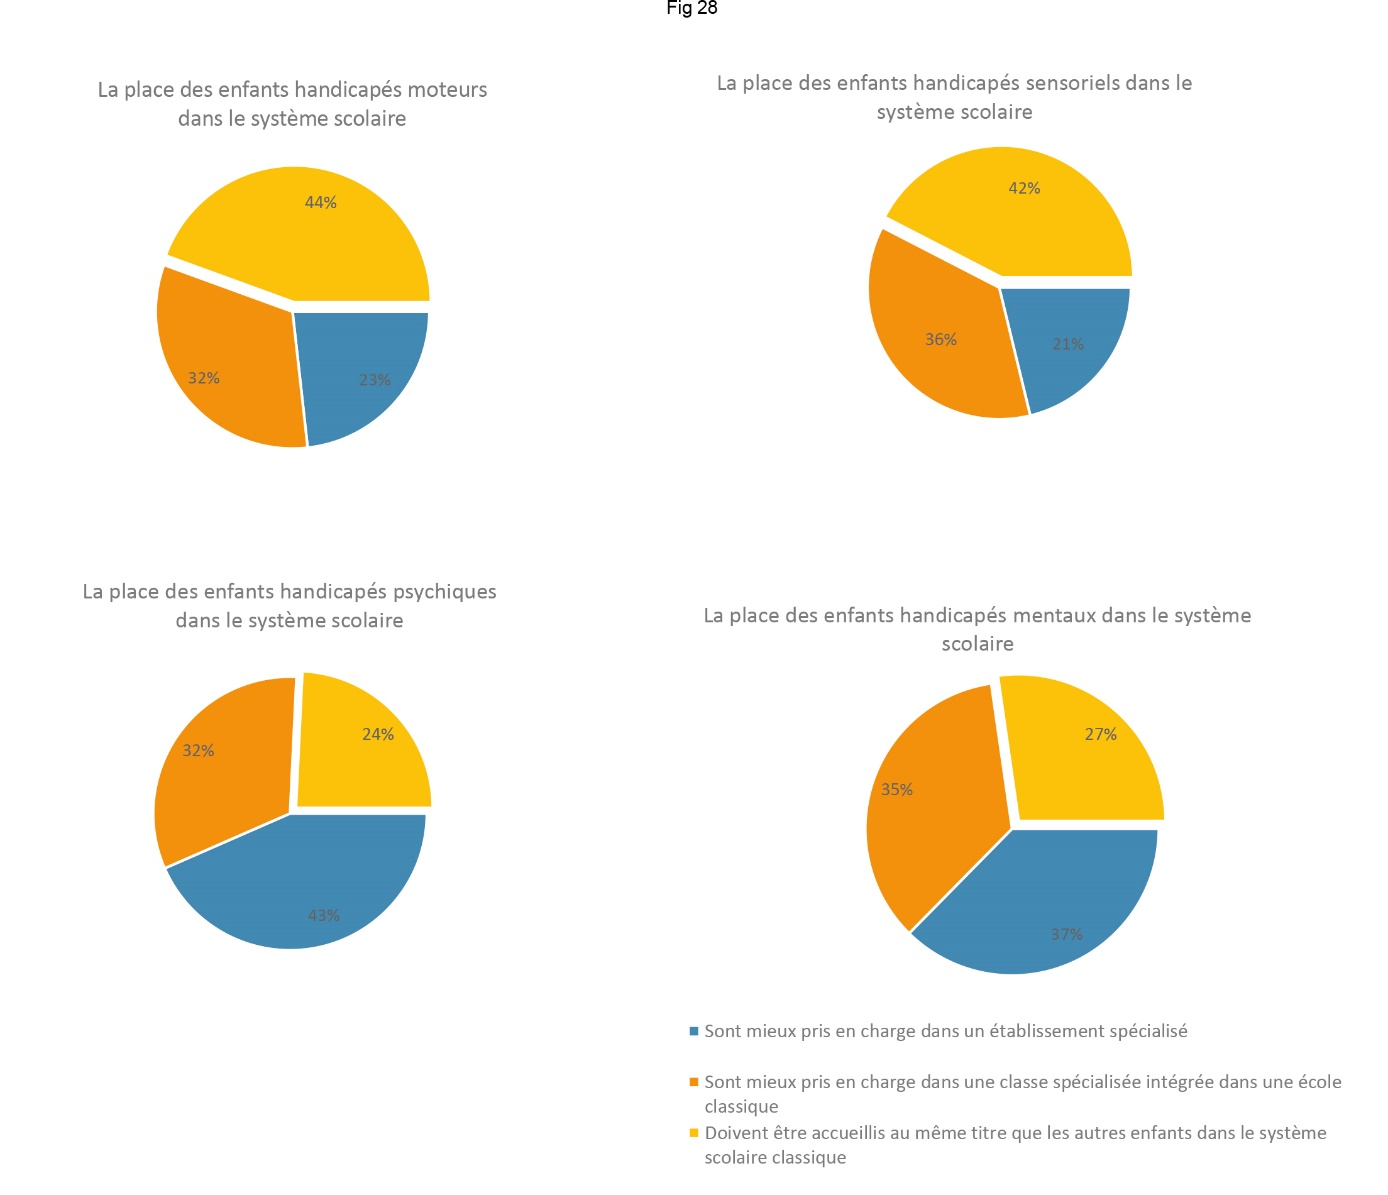 Fig 28
La place des enfants handicapés moteurs
dans le système scolaire
44%
32%
23%
La place des enfants handicapés sensoriels dans le
système scolaire
42%
36%
21%
La place des enfants handicapés psychiques
dans le système scolaire
24%
32%
43%
La place des enfants handicapés mentaux dans le système
scolaire
27%
35%
37%
Sont mieux pris en charge dans un établissement spécialisé
Sont mieux pris en charge dans une classe spécialisée intégrée dans une école
classique
Doivent être accueillis au même titre que les autres enfants dans le système
scolaire classique